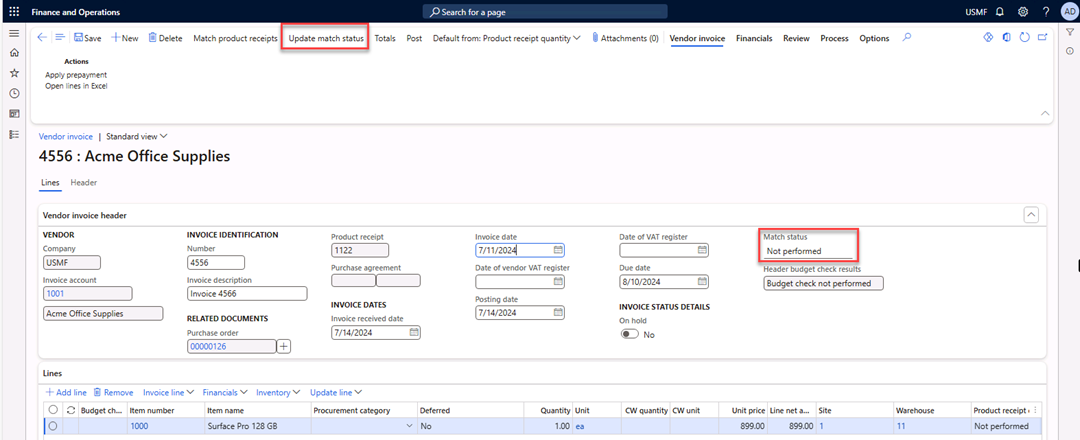 Finance and Operations
Search for a page
USMF
AD
Save
New
Delete
Match product receipts
Update match status
Totals
Post
Default from: Product receipt quantity
Attachments (0)
Vendor invoice
Financials
Review
Process
Options
Actions
Apply prepayment
Open lines in Excel
Vendor invoice | Standard view
4556 : Acme Office Supplies
Lines
Header
Vendor invoice header
VENDOR
Company
USMF
Invoice account
1001
Acme Office Supplies
INVOICE IDENTIFICATION
Number
4556
Invoice description
Invoice 4566
RELATED DOCUMENTS
Purchase order
00000126
Product receipt
1122
Purchase agreement
INVOICE DATES
Invoice received date
7/14/2024
Invoice date
7/11/2024
Date of vendor VAT register
Posting date
7/14/2024
Date of VAT register
Due date
8/10/2024
INVOICE STATUS DETAILS
On hold
No
Match status
Not performed
Header budget check results
Budget check not performed
Lines
Add line
Remove
Invoice line
Financials
Inventory
Update line
Budget ch... Item number Item name Procurement category Deferred Quantity Unit CW quantity CW unit Unit price Line net a... Site Warehouse Product receipt
1000 Surface Pro 128 GB No 1.00 ea 899.00 899.00 1 11 Not performed